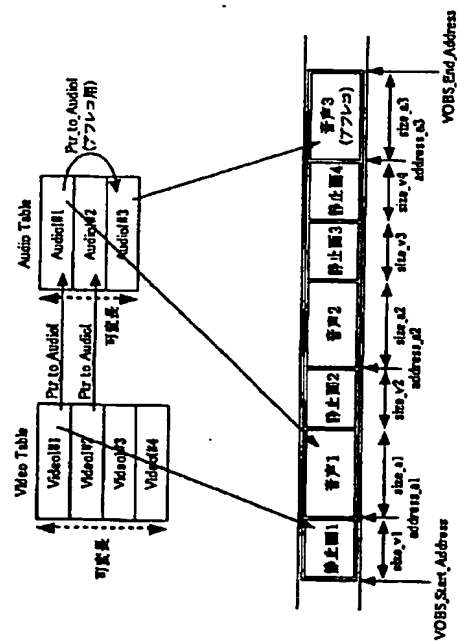 Video Table
Video#1
Video#2
Video#3
Video#4
可変長
Ptr_to_Audio
Ptr_to_Audio
Audio Table
Audio#1
Audio#2
Audio#3
可変長
Ptr_to_Audio
(アフレコ用)
静止画1
音声1
静止画2
音声2
静止画3
静止画4
音声3
(アフレコ)
size_v1
size_a1
size_v2
size_a2
size_v3
size_v4
size_a3
address_a1
address_a2
address_a3
VOBS_Start_Address
VOBS_End_Address